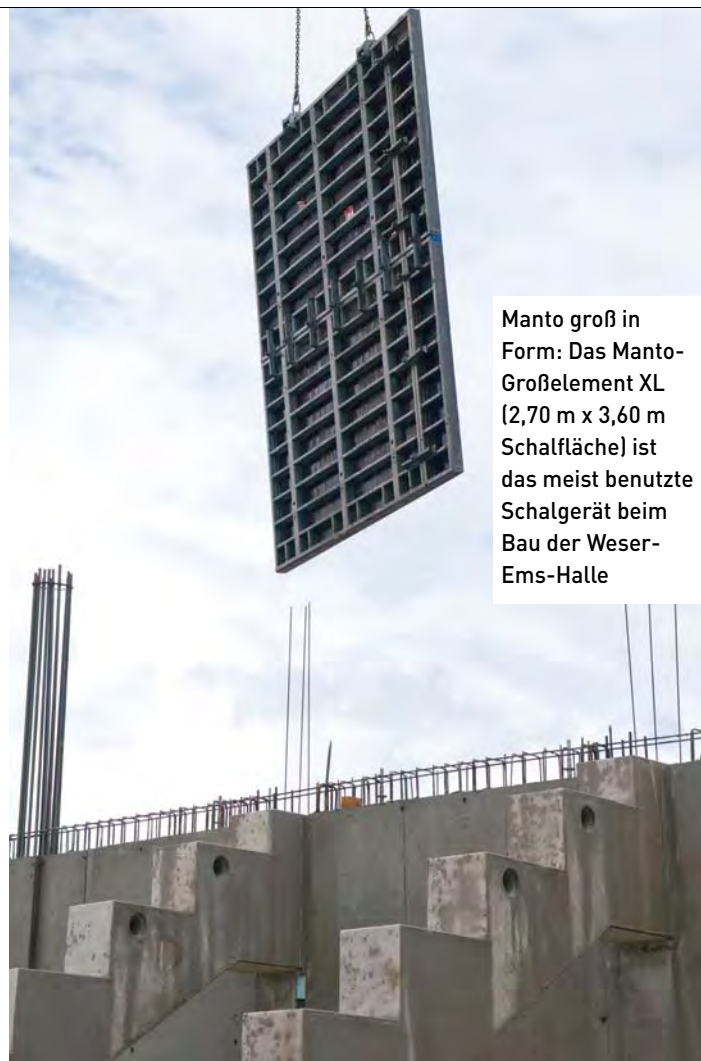 Manto groß in
Form: Das Manto-
Großelement XL
(2,70 m x 3,60 m
Schalfläche) ist
das meist benutzte
Schalgerät beim
Bau der Weser-
Ems-Halle